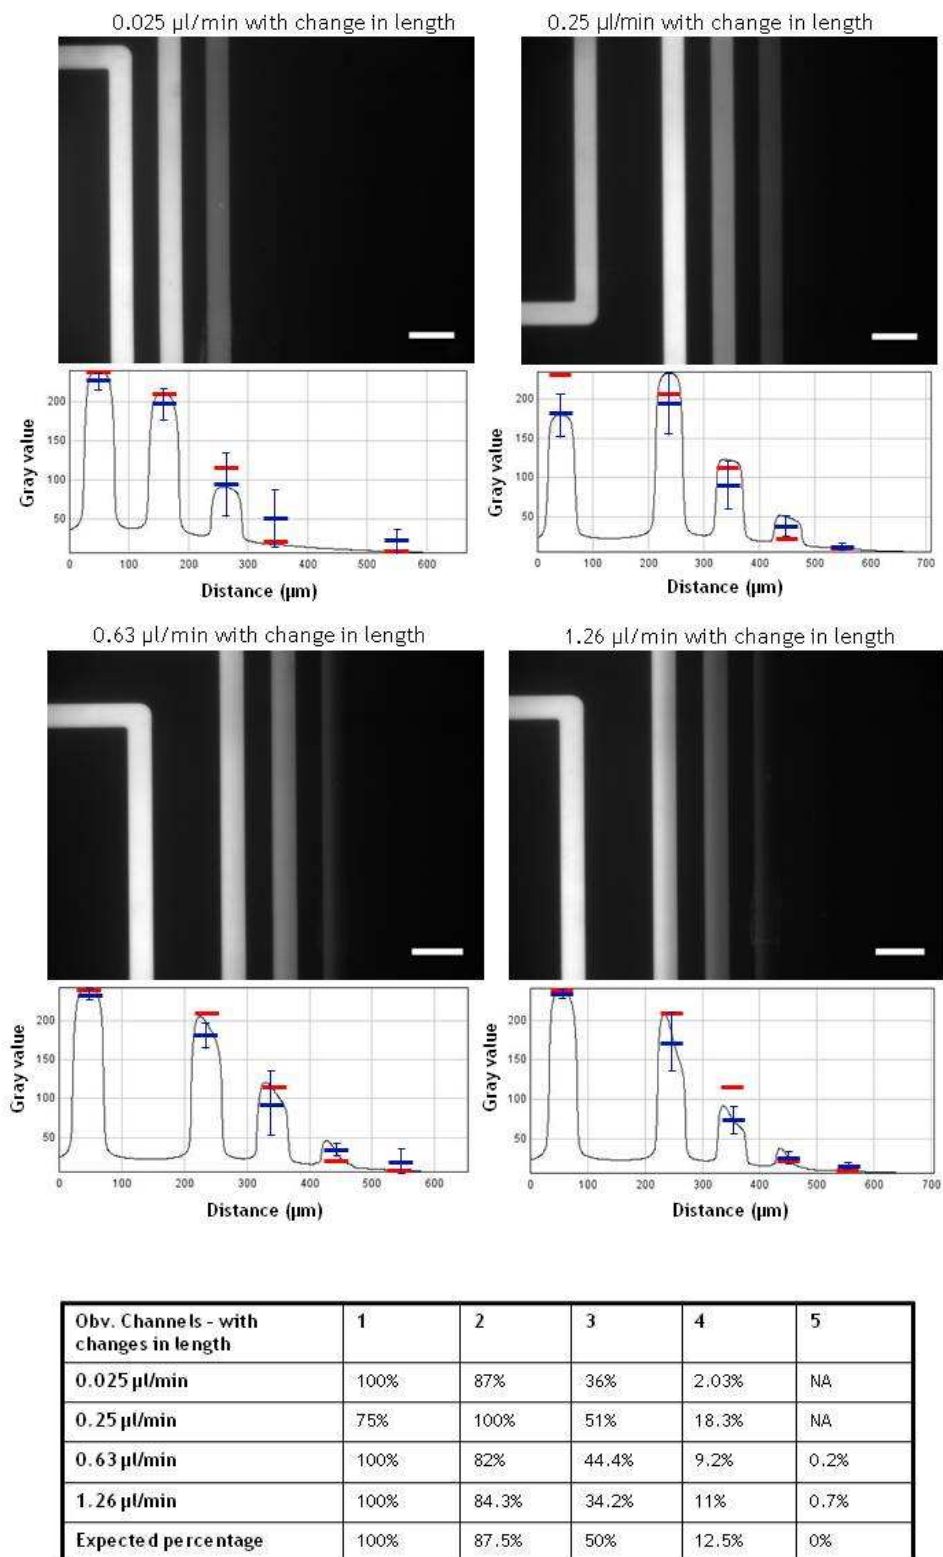 0.025 µl/min with change in length
0.25 µl/min with change in length
Gray value
200
150
100
50
0
100
200
300
400
500
600
Distance (µm)
Gray value
200
150
100
50
0
100
200
300
400
500
600
700
Distance (µm)
0.63 µl/min with change in length
1.26 µl/min with change in length
Gray value
200
150
100
50
0
100
200
300
400
500
600
Distance (µm)
Gray value
200
150
100
50
0
100
200
300
400
500
600
700
Distance (µm)
Obv. Channels - with changes in length 1 2 3 4 5
0.025 µl/min 100% 87% 36% 2.03% NA
0.25 µl/min 75% 100% 51% 18.3% NA
0.63 µl/min 100% 82% 44.4% 9.2% 0.2%
1.26 µl/min 100% 84.3% 34.2% 11% 0.7%
Expected percentage 100% 87.5% 50% 12.5% 0%